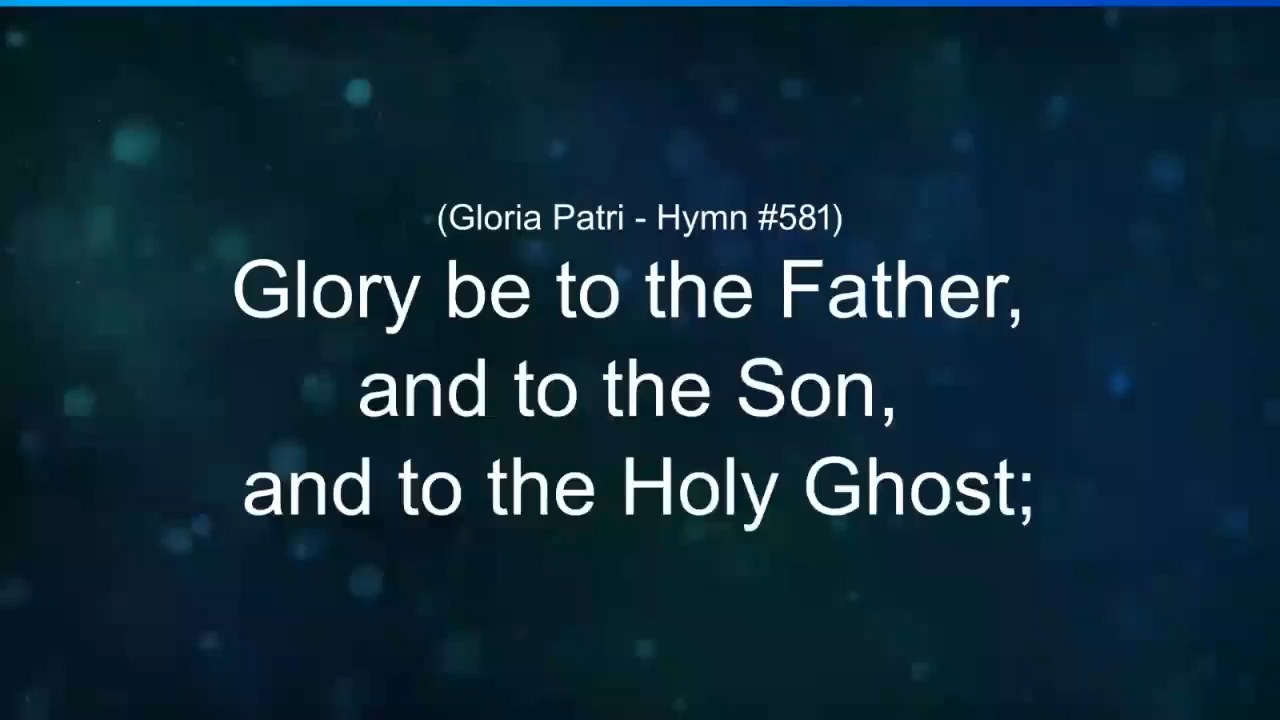 (Gloria Patri - Hymn #581)
Glory be to the Father,
and to the Son,
and to the Holy Ghost;